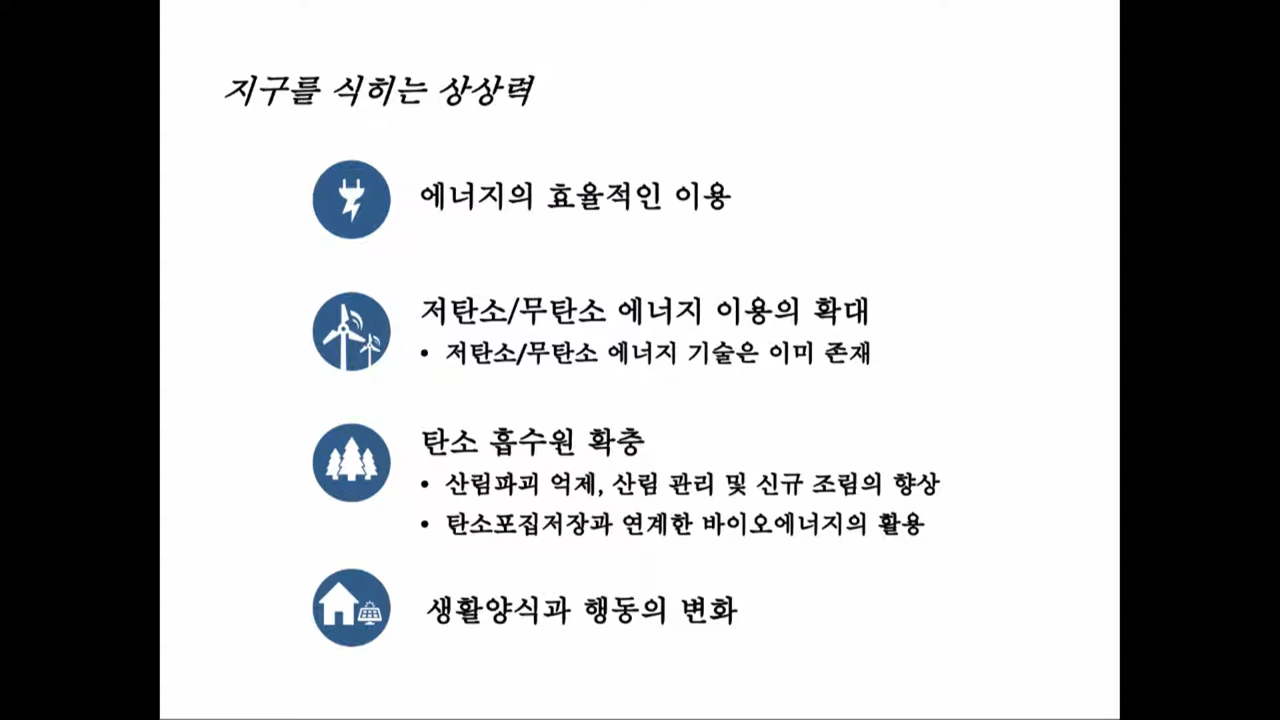 지구를 식히는 상상력
에너지의 효율적인 이용
저탄소/무탄소 에너지 이용의 확대
• 저탄소/무탄소 에너지 기술은 이미 존재
탄소 흡수원 확충
• 산림파괴 억제, 산림 관리 및 신규 조림의 향상
• 탄소포집저장과 연계한 바이오에너지의 활용
생활양식과 행동의 변화